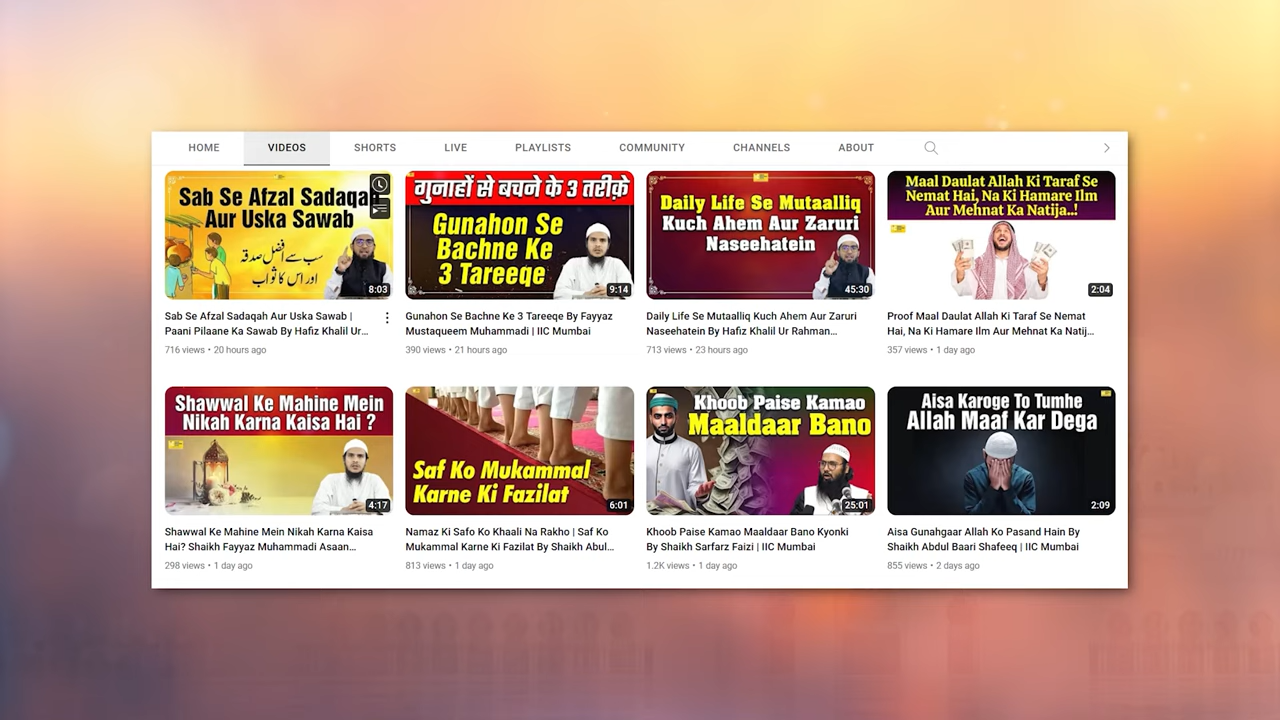 HOME VIDEOS SHORTS LIVE PLAYLISTS COMMUNITY CHANNELS ABOUT
Sab Se Afzal Sadaqah
Aur Uska Sawab
سب سے افضل صدقہ
اور اس کا ثواب
8:03
Sab Se Afzal Sadaqah Aur Uska Sawab |
Paani Pilaane Ka Sawab By Hafiz Khalil Ur...
716 views • 20 hours ago
गुनाहों से बचने के 3 तरीक़े
Gunahon Se
Bachne Ke
3 Tareeqe
9:14
Gunahon Se Bachne Ke 3 Tareeqe By Fayyaz
Mustaqueem Muhammadi | IIC Mumbai
390 views • 21 hours ago
Daily Life Se Mutaalliq
Kuch Ahem Aur Zaruri
Naseehatein
45:30
Daily Life Se Mutaalliq Kuch Ahem Aur Zaruri
Naseehatein By Hafiz Khalil Ur Rahman...
713 views • 23 hours ago
Maal Daulat Allah Ki Taraf Se
Nemat Hai, Na Ki Hamare Ilm
Aur Mehnat Ka Natija..!
2:04
Proof Maal Daulat Allah Ki Taraf Se Nemat
Hai, Na Ki Hamare Ilm Aur Mehnat Ka Natij...
357 views • 1 day ago
Shawwal Ke Mahine Mein
Nikah Karna Kaisa Hai ?
4:17
Shawwal Ke Mahine Mein Nikah Karna Kaisa
Hai? Shaikh Fayyaz Muhammadi Asaan...
298 views • 1 day ago
Saf Ko Mukammal
Karne Ki Fazilat
6:01
Namaz Ki Safo Ko Khaali Na Rakho | Saf Ko
Mukammal Karne Ki Fazilat By Shaikh Abul...
813 views • 1 day ago
Khoob Paise Kamao
Maaldaar Bano
25:01
Khoob Paise Kamao Maaldaar Bano Kyonki
By Shaikh Sarfarz Faizi | IIC Mumbai
1.2K views • 1 day ago
Aisa Karoge To Tumhe
Allah Maaf Kar Dega
2:09
Aisa Gunahgaar Allah Ko Pasand Hain By
Shaikh Abdul Baari Shafeeq | IIC Mumbai
855 views • 2 days ago